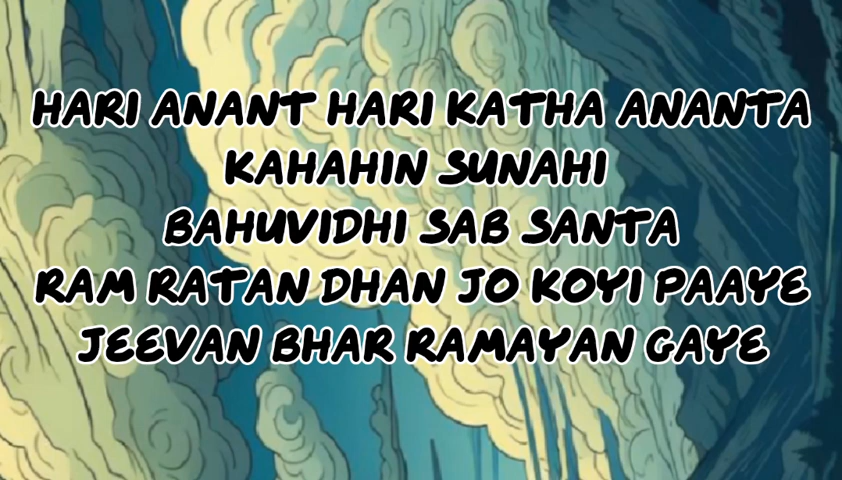 HARI ANANT HARI KATHA ANANTA
KAHAHIN SUNAHI
BAHUVIDHI SAB SANTA
RAM RATAN DHAN JO KOYI PAAYE
JEEVAN BHAR RAMAYAN GAYE